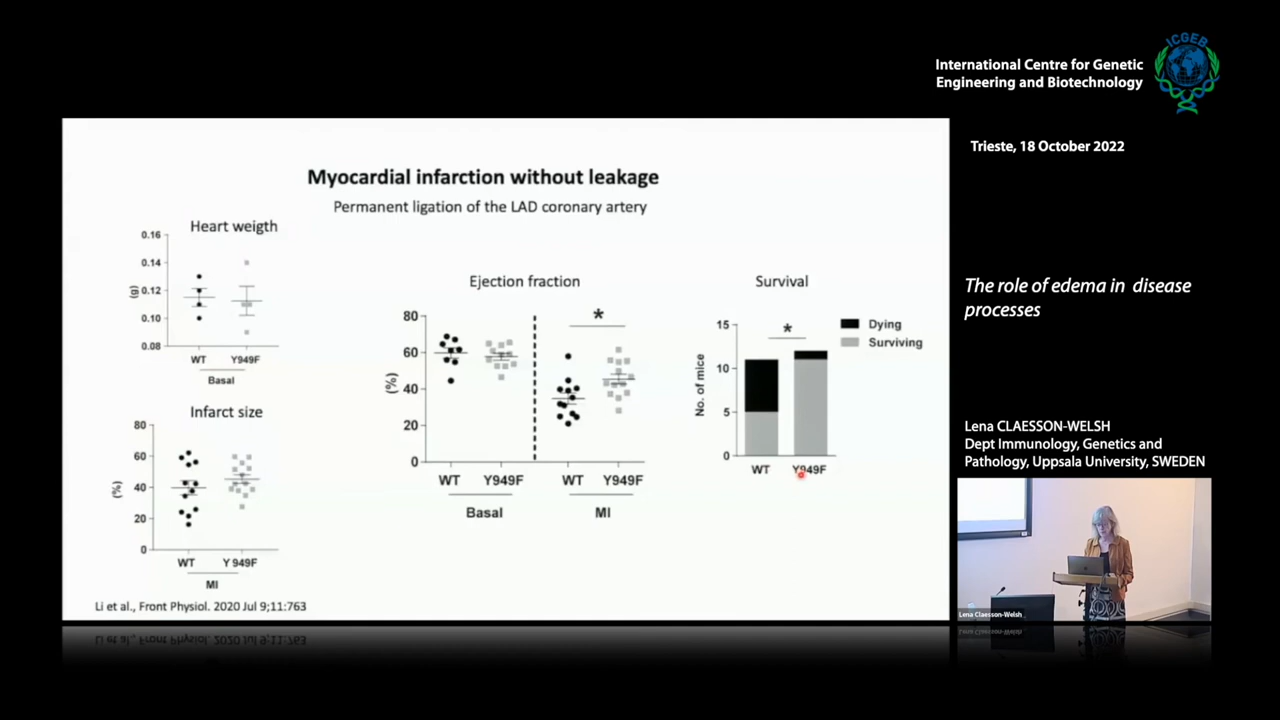 ICGEB
International Centre for Genetic
Engineering and Biotechnology
Trieste, 18 October 2022
Myocardial infarction without leakage
Permanent ligation of the LAD coronary artery
Heart weigth
0.16
0.14
0.12
0.10
0.08
(g)
WT Y949F
Basal
Infarct size
80
60
40
20
0
(%)
WT Y 949F
MI
Ejection fraction
80
60
40
20
0
(%)
*
WT Y949F WT Y949F
Basal MI
Survival
15
10
5
0
No. of mice
*
Dying
Surviving
WT Y949F
Li et al., Front Physiol. 2020 Jul 9;11:763
The role of edema in disease
processes
Lena CLAESSON-WELSH
Dept Immunology, Genetics and
Pathology, Uppsala University, SWEDEN
Lena Claesson-Welsh